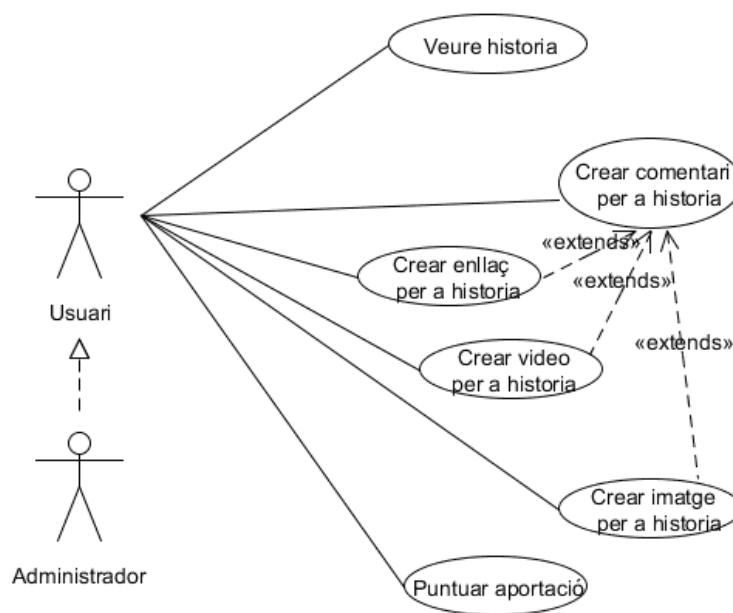 Veure historia
Crear comentari
per a historia
«extends»
Crear enllaç
per a historia
«extends»
Usuari
«extends»
Crear video
per a historia
Crear imatge
per a historia
Administrador
Puntuar aportació